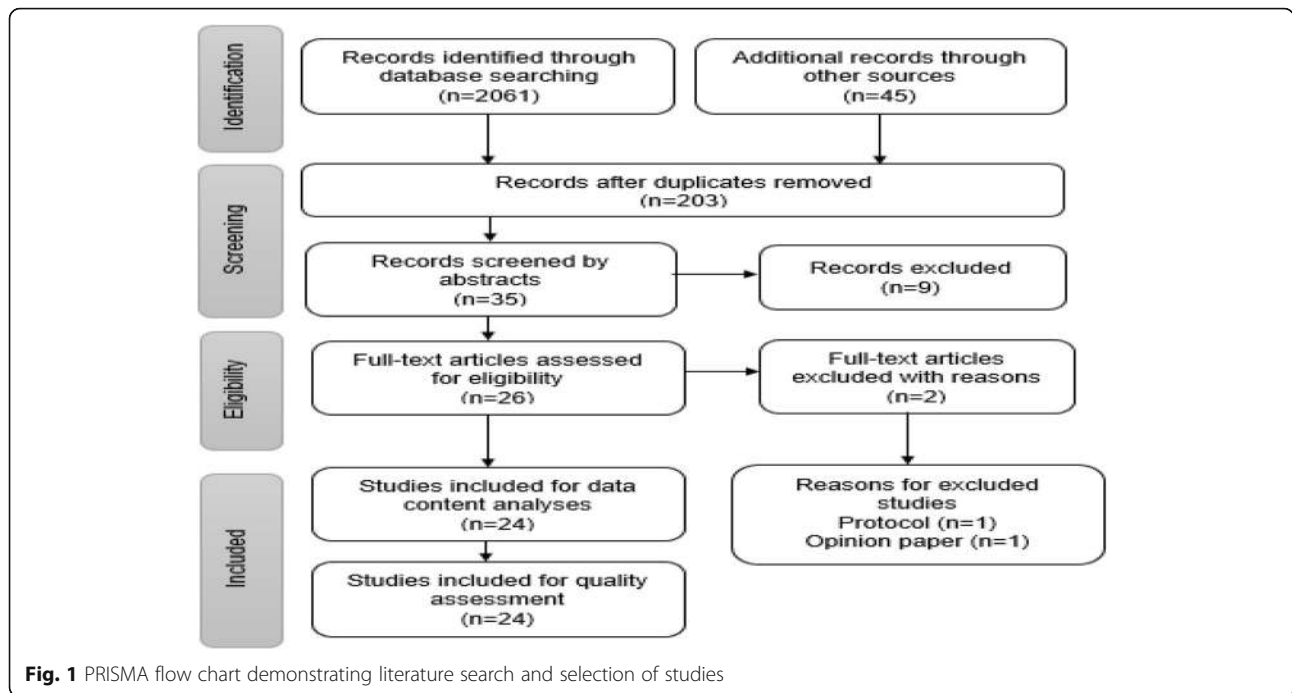 Identification
Records identified through
database searching
(n=2061)
Additional records through
other sources
(n=45)
Screening
Records after duplicates removed
(n=203)
Records screened by
abstracts
(n=35)
Records excluded
(n=9)
Eligibility
Full-text articles assessed
for eligibility
(n=26)
Full-text articles
excluded with reasons
(n=2)
Included
Studies included for data
content analyses
(n=24)
Reasons for excluded
studies
Protocol (n=1)
Opinion paper (n=1)
Studies included for quality
assessment
(n=24)
Fig. 1 PRISMA flow chart demonstrating literature search and selection of studies